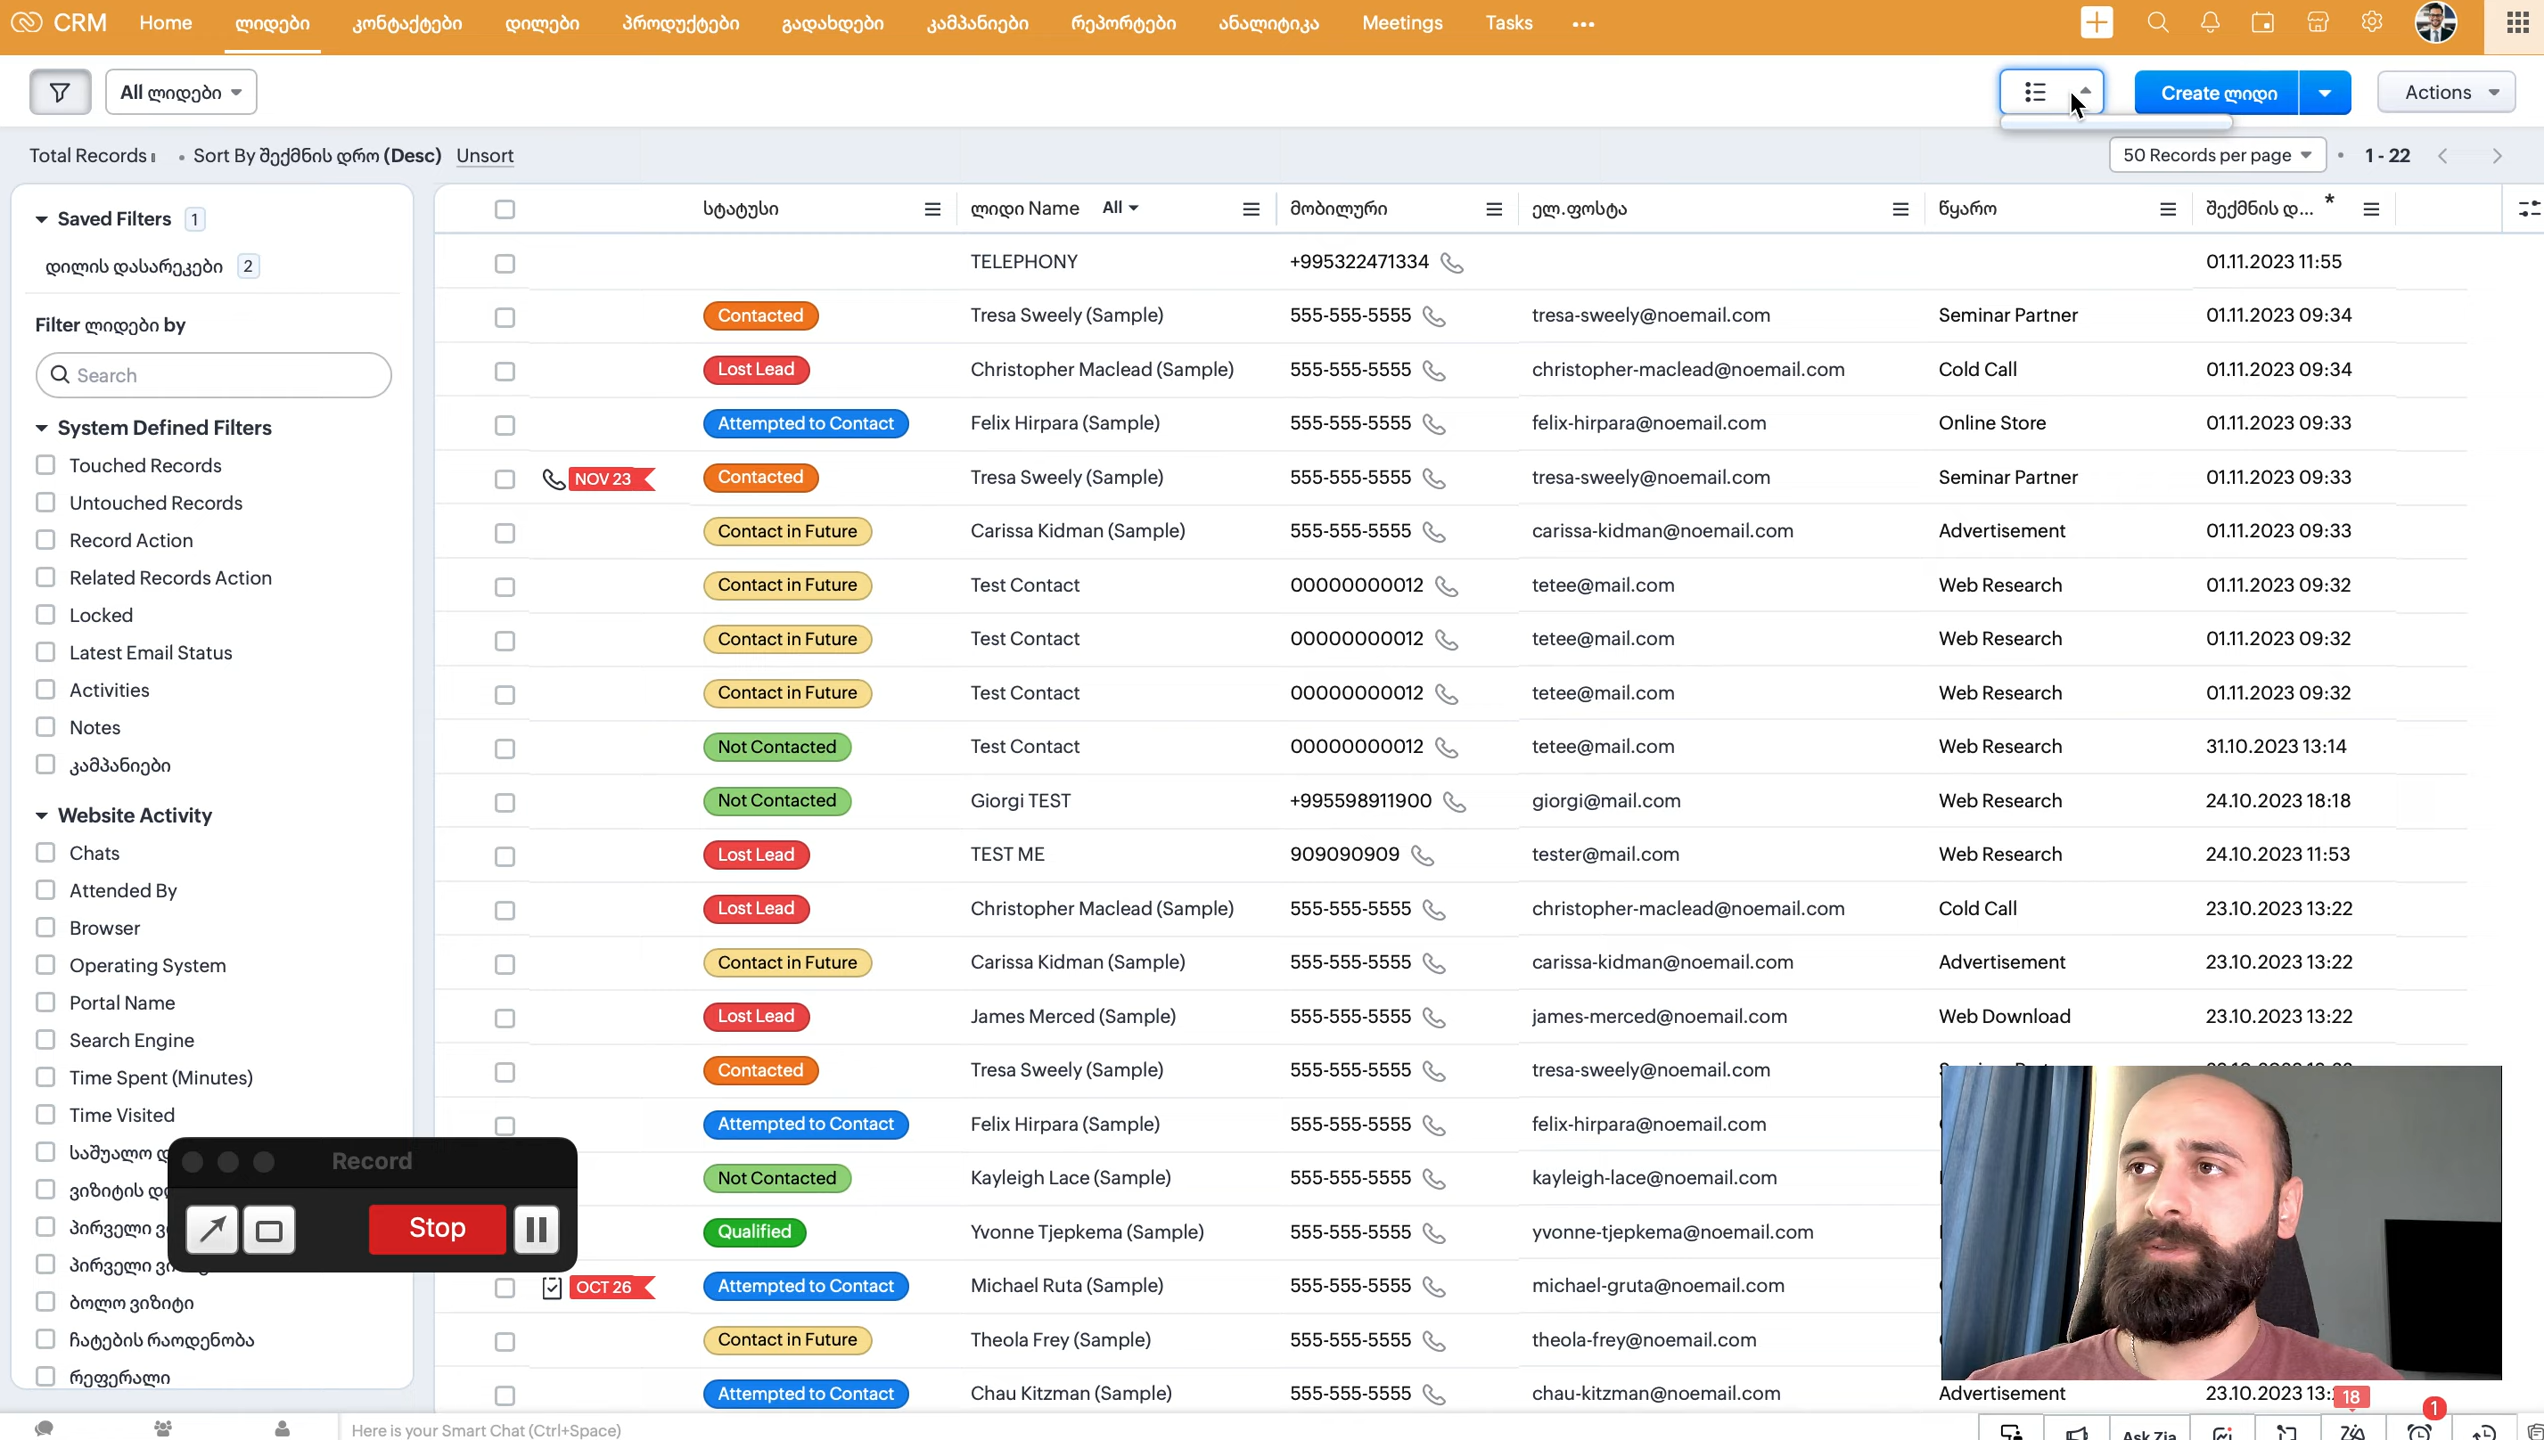 CRM Home ლიდები კონტაქტები დილები პროდუქტები გადახდები კამპანიები რეპორტები ანალიტიკა Meetings Tasks
All ლიდები Create ლიდი Actions
Total Records • Sort By შექმნის დრო (Desc) Unsort 50 Records per page • 1 - 22
Saved Filters 1
დილის დასარეკები 2
Filter ლიდები by
Search
System Defined Filters
Touched Records
Untouched Records
Record Action
Related Records Action
Locked
Latest Email Status
Activities
Notes
კამპანიები
Website Activity
Chats
Attended By
Browser
Operating System
Portal Name
Search Engine
Time Spent (Minutes)
Time Visited
საშუალო
ვიზიტის
პირველი
პირველი
ბოლო ვიზიტი
ჩატების რაოდენობა
რეფერალი
სტატუსი ლიდი Name All მობილური ელ.ფოსტა წყარო შექმნის დ... *
TELEPHONY +995322471334 01.11.2023 11:55
Contacted Tresa Sweely (Sample) 555-555-5555 tresa-sweely@noemail.com Seminar Partner 01.11.2023 09:34
Lost Lead Christopher Maclead (Sample) 555-555-5555 christopher-maclead@noemail.com Cold Call 01.11.2023 09:34
Attempted to Contact Felix Hirpara (Sample) 555-555-5555 felix-hirpara@noemail.com Online Store 01.11.2023 09:33
NOV 23 Contacted Tresa Sweely (Sample) 555-555-5555 tresa-sweely@noemail.com Seminar Partner 01.11.2023 09:33
Contact in Future Carissa Kidman (Sample) 555-555-5555 carissa-kidman@noemail.com Advertisement 01.11.2023 09:33
Contact in Future Test Contact 00000000012 tetee@mail.com Web Research 01.11.2023 09:32
Contact in Future Test Contact 00000000012 tetee@mail.com Web Research 01.11.2023 09:32
Contact in Future Test Contact 00000000012 tetee@mail.com Web Research 01.11.2023 09:32
Not Contacted Test Contact 00000000012 tetee@mail.com Web Research 31.10.2023 13:14
Not Contacted Giorgi TEST +995598911900 giorgi@mail.com Web Research 24.10.2023 18:18
Lost Lead TEST ME 909090909 tester@mail.com Web Research 24.10.2023 11:53
Lost Lead Christopher Maclead (Sample) 555-555-5555 christopher-maclead@noemail.com Cold Call 23.10.2023 13:22
Contact in Future Carissa Kidman (Sample) 555-555-5555 carissa-kidman@noemail.com Advertisement 23.10.2023 13:22
Lost Lead James Merced (Sample) 555-555-5555 james-merced@noemail.com Web Download 23.10.2023 13:22
Contacted Tresa Sweely (Sample) 555-555-5555 tresa-sweely@noemail.com
Attempted to Contact Felix Hirpara (Sample) 555-555-5555 felix-hirpara@noemail.com
Not Contacted Kayleigh Lace (Sample) 555-555-5555 kayleigh-lace@noemail.com
Qualified Yvonne Tjepkema (Sample) 555-555-5555 yvonne-tjepkema@noemail.com
OCT 26 Attempted to Contact Michael Ruta (Sample) 555-555-5555 michael-gruta@noemail.com
Contact in Future Theola Frey (Sample) 555-555-5555 theola-frey@noemail.com
Attempted to Contact Chau Kitzman (Sample) 555-555-5555 chau-kitzman@noemail.com Advertisement 23.10.2023 13:
Record
Stop
18
1
Here is your Smart Chat (Ctrl+Space)
Ask Zia